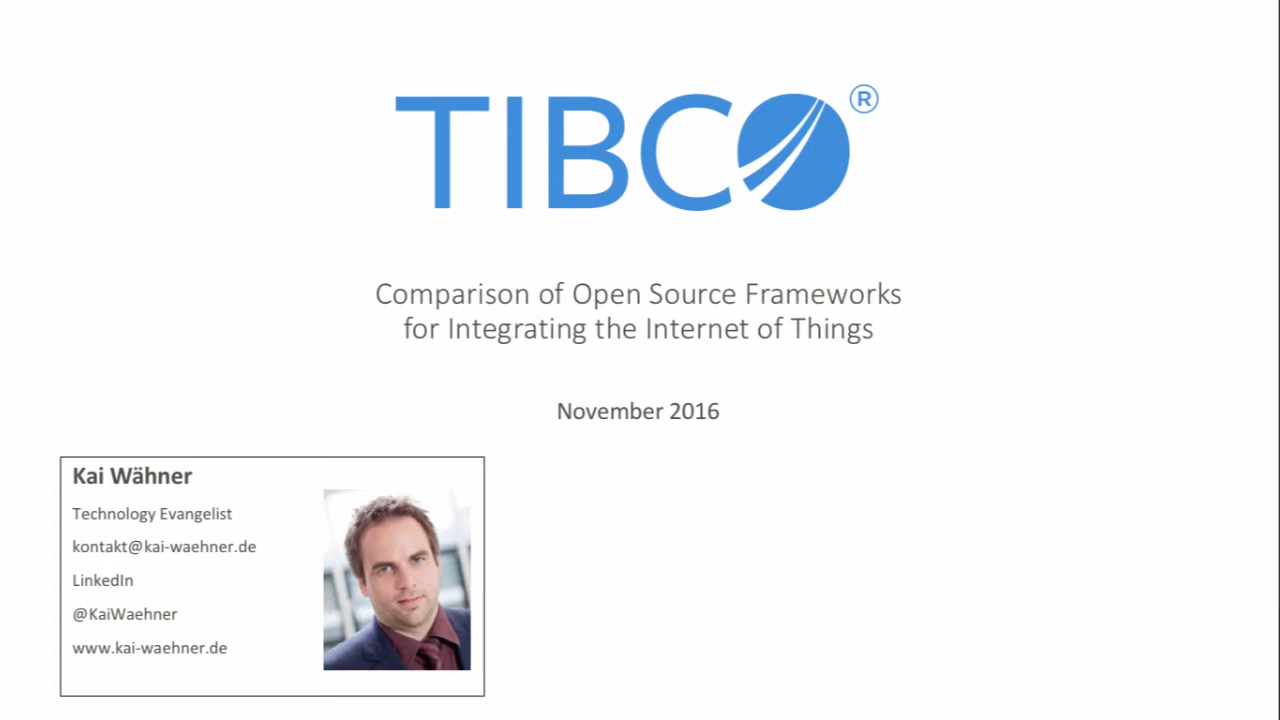 TIBCO®
Comparison of Open Source Frameworks
for Integrating the Internet of Things
November 2016
Kai Wähner
Technology Evangelist
kontakt@kai-waehner.de
LinkedIn
@KaiWaehner
www.kai-waehner.de